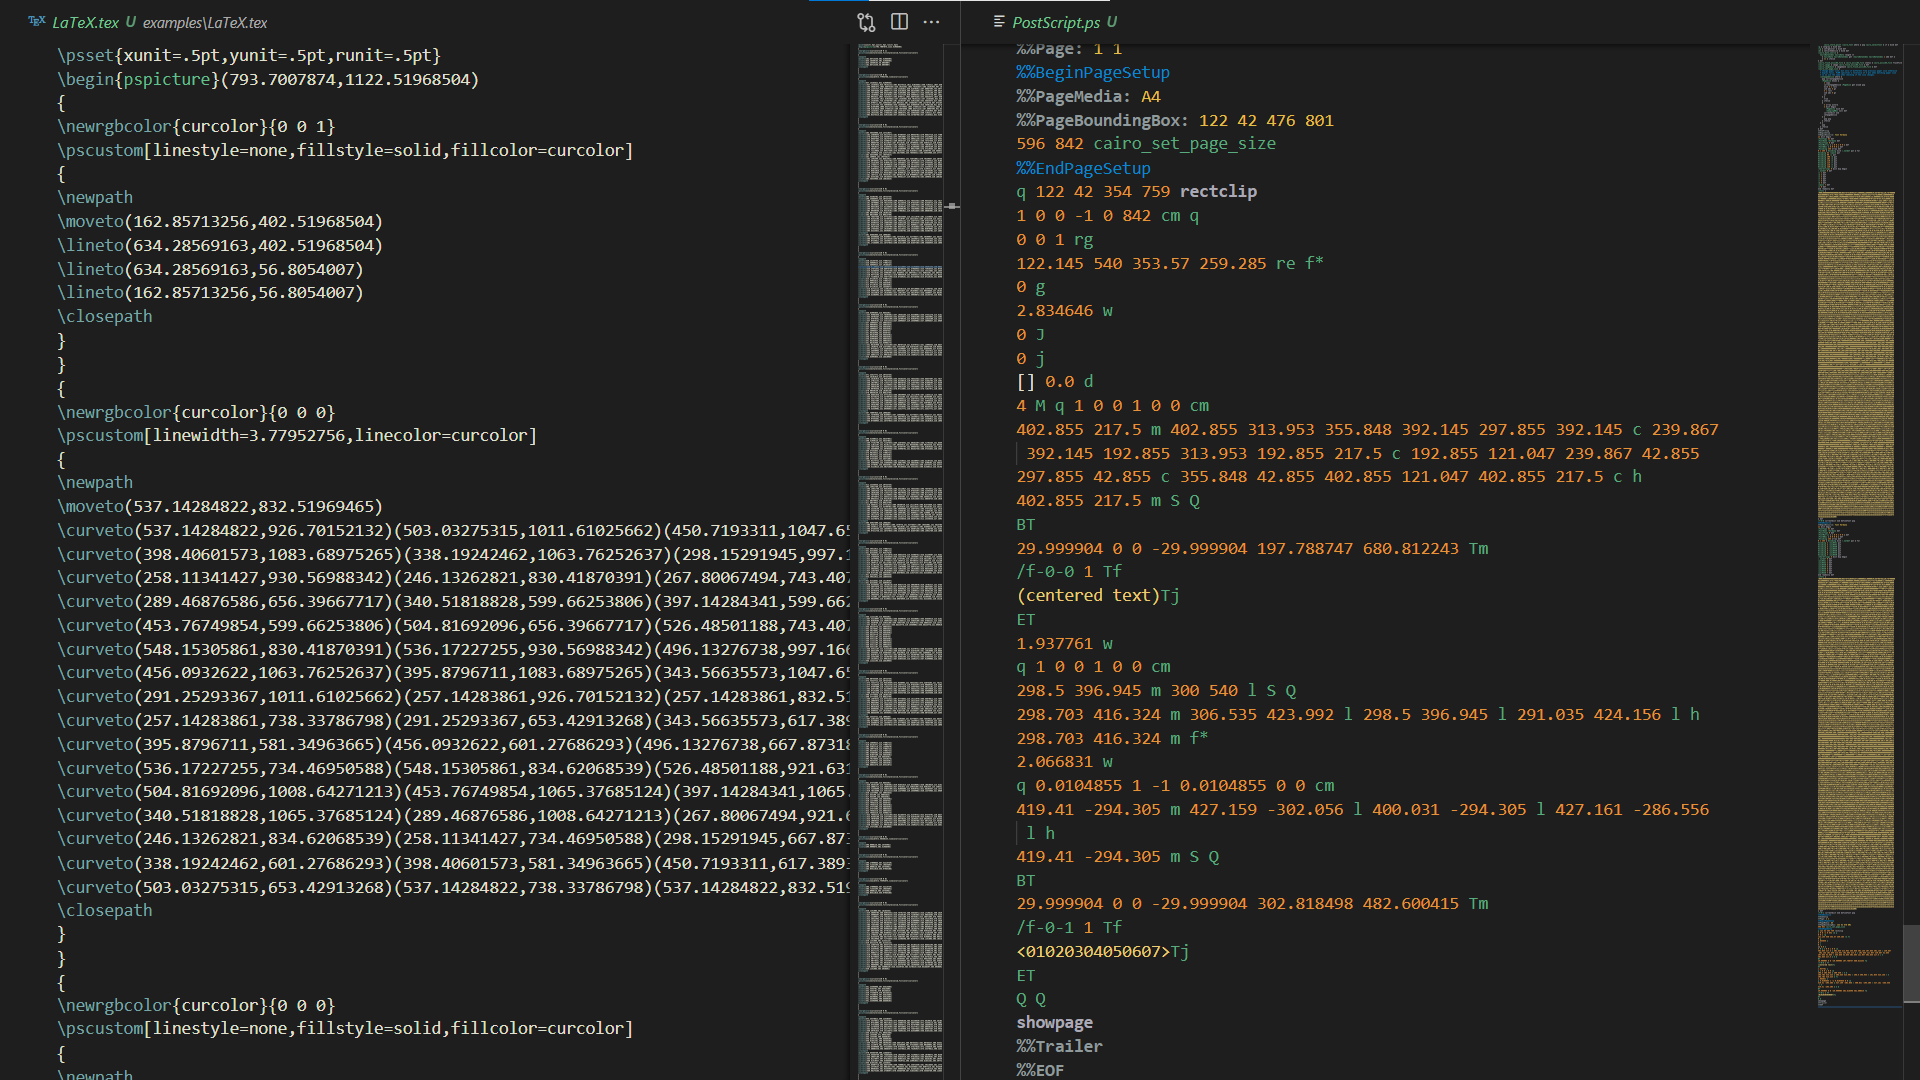 LaTeX.tex U examples\LaTeX.tex
\psset{xunit=.5pt,yunit=.5pt,runit=.5pt}
\begin{pspicture}(793.7007874,1122.51968504)
{
\newrgbcolor{curcolor}{0 0 1}
\pscustom[linestyle=none,fillstyle=solid,fillcolor=curcolor]
{
\newpath
\moveto(162.85713256,402.51968504)
\lineto(634.28569163,402.51968504)
\lineto(634.28569163,56.8054007)
\lineto(162.85713256,56.8054007)
\closepath
}
}
{
\newrgbcolor{curcolor}{0 0 0}
\pscustom[linewidth=3.77952756,linecolor=curcolor]
{
\newpath
\moveto(537.14284822,832.51969465)
\curveto(537.14284822,926.70152132)(503.03275315,1011.61025662)(450.7193311,1047.65
\curveto(398.40601573,1083.68975265)(338.19242462,1063.76252637)(298.15291945,997.1
\curveto(258.11341427,930.56988342)(246.13262821,830.41870391)(267.80067494,743.407
\curveto(289.46876586,656.39667717)(340.51818828,599.66253806)(397.14284341,599.662
\curveto(453.76749854,599.66253806)(504.81692096,656.39667717)(526.48501188,743.407
\curveto(548.15305861,830.41870391)(536.17227255,930.56988342)(496.13276738,997.166
\curveto(456.0932622,1063.76252637)(395.8796711,1083.68975265)(343.56635573,1047.65
\curveto(291.25293367,1011.61025662)(257.14283861,926.70152132)(257.14283861,832.51
\curveto(257.14283861,738.33786798)(291.25293367,653.42913268)(343.56635573,617.389
\curveto(395.8796711,581.34963665)(456.0932622,601.27686293)(496.13276738,667.87318
\curveto(536.17227255,734.46950588)(548.15305861,834.62068539)(526.48501188,921.631
\curveto(504.81692096,1008.64271213)(453.76749854,1065.37685124)(397.14284341,1065.
\curveto(340.51818828,1065.37685124)(289.46876586,1008.64271213)(267.80067494,921.6
\curveto(246.13262821,834.62068539)(258.11341427,734.46950588)(298.15291945,667.873
\curveto(338.19242462,601.27686293)(398.40601573,581.34963665)(450.7193311,617.3893
\curveto(503.03275315,653.42913268)(537.14284822,738.33786798)(537.14284822,832.519
\closepath
}
}
{
\newrgbcolor{curcolor}{0 0 0}
\pscustom[linestyle=none,fillstyle=solid,fillcolor=curcolor]
{
\newpath
PostScript.ps U
%%Page: 1 1
%%BeginPageSetup
%%PageMedia: A4
%%PageBoundingBox: 122 42 476 801
596 842 cairo_set_page_size
%%EndPageSetup
q 122 42 354 759 rectclip
1 0 0 -1 0 842 cm q
0 0 1 rg
122.145 540 353.57 259.285 re f*
0 g
2.834646 w
0 J
0 j
[] 0.0 d
4 M q 1 0 0 1 0 0 cm
402.855 217.5 m 402.855 313.953 355.848 392.145 297.855 392.145 c 239.867
392.145 192.855 313.953 192.855 217.5 c 192.855 121.047 239.867 42.855
297.855 42.855 c 355.848 42.855 402.855 121.047 402.855 217.5 c h
402.855 217.5 m S Q
BT
29.999904 0 0 -29.999904 197.788747 680.812243 Tm
/f-0-0 1 Tf
(centered text)Tj
ET
1.937761 w
q 1 0 0 1 0 0 cm
298.5 396.945 m 300 540 l S Q
298.703 416.324 m 306.535 423.992 l 298.5 396.945 l 291.035 424.156 l h
298.703 416.324 m f*
2.066831 w
q 0.0104855 1 -1 0.0104855 0 0 cm
419.41 -294.305 m 427.159 -302.056 l 400.031 -294.305 l 427.161 -286.556
l h
419.41 -294.305 m S Q
BT
29.999904 0 0 -29.999904 302.818498 482.600415 Tm
/f-0-1 1 Tf
<01020304050607>Tj
ET
Q Q
showpage
%%Trailer
%%EOF